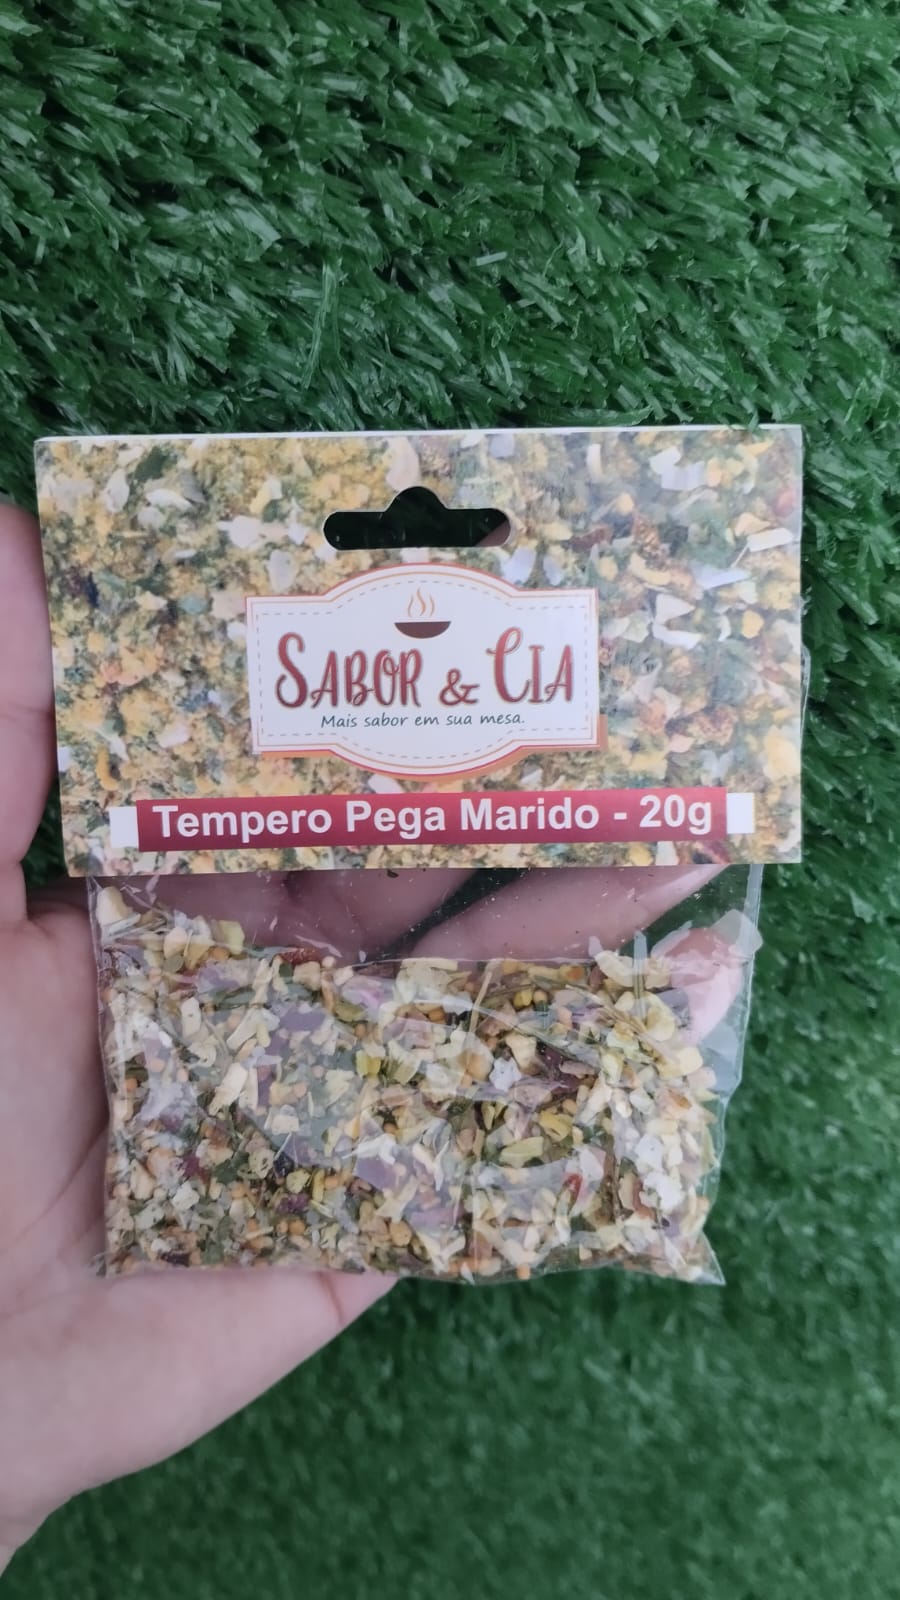 SABOR & CIA
Mais sabor em sua mesa.
Tempero Pega Marido - 20g